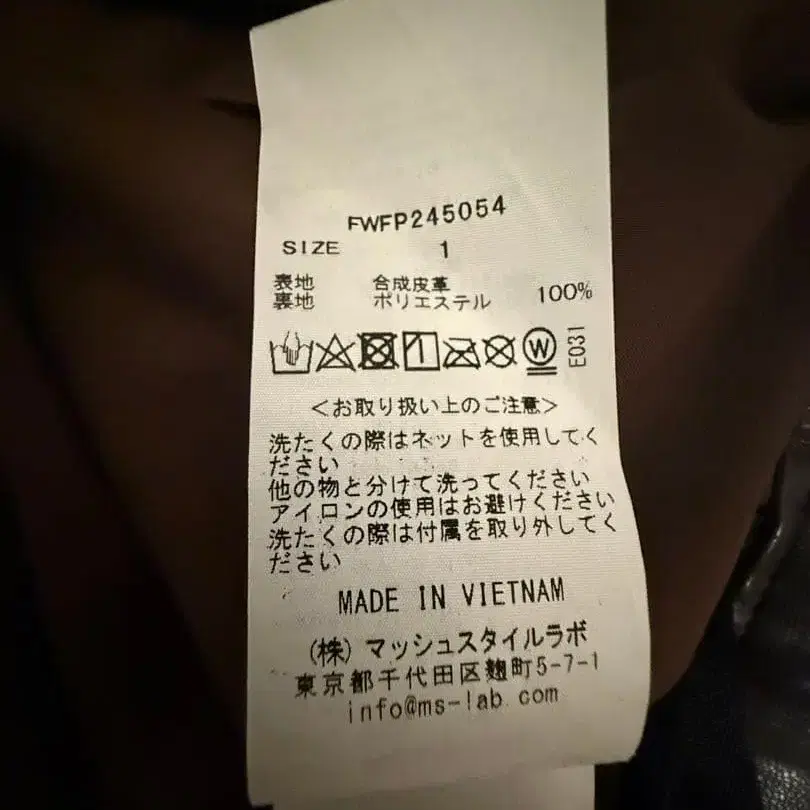 FWFP245054
SIZE 1
表地 合成皮革
裏地 ポリエステル 100%
W E031
<お取り扱い上のご注意>
洗たくの際はネットを使用してく
ださい
他の物と分けて洗ってください
アイロンの使用はお避けください
洗たくの際は付属を取り外してく
ださい
MADE IN VIETNAM
(株) マッシュスタイルラボ
東京都千代田区麹町5-7-1
info@ms-lab.com